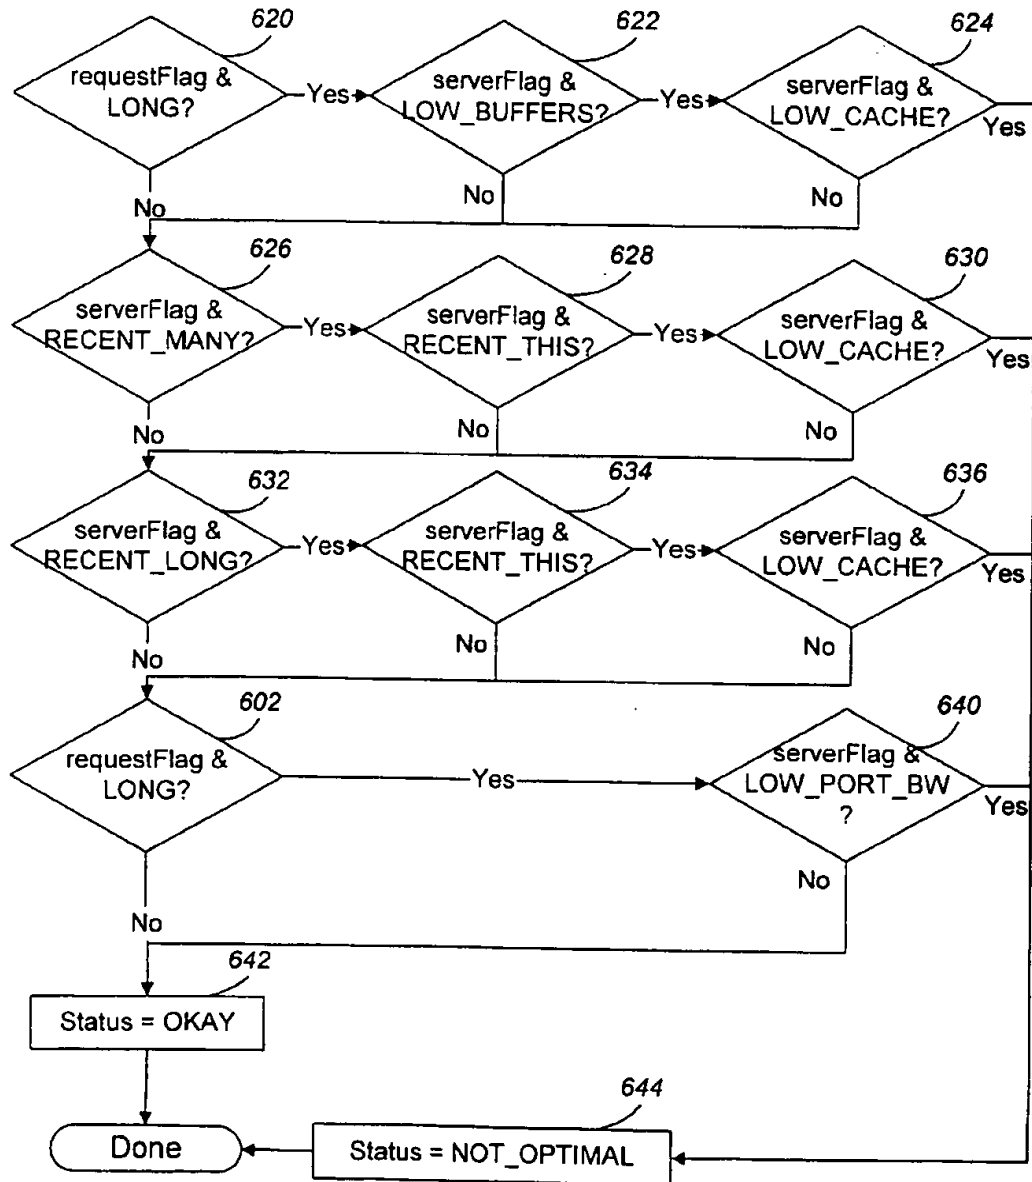 620
requestFlag &
LONG?
Yes
No
622
serverFlag &
LOW_BUFFERS?
Yes
No
624
serverFlag &
LOW_CACHE?
Yes
No
626
serverFlag &
RECENT_MANY?
Yes
No
628
serverFlag &
RECENT_THIS?
Yes
No
630
serverFlag &
LOW_CACHE?
Yes
No
632
serverFlag &
RECENT_LONG?
Yes
No
634
serverFlag &
RECENT_THIS?
Yes
No
636
serverFlag &
LOW_CACHE?
Yes
No
602
requestFlag &
LONG?
Yes
No
640
serverFlag &
LOW_PORT_BW
?
Yes
No
642
Status = OKAY
644
Status = NOT_OPTIMAL
Done